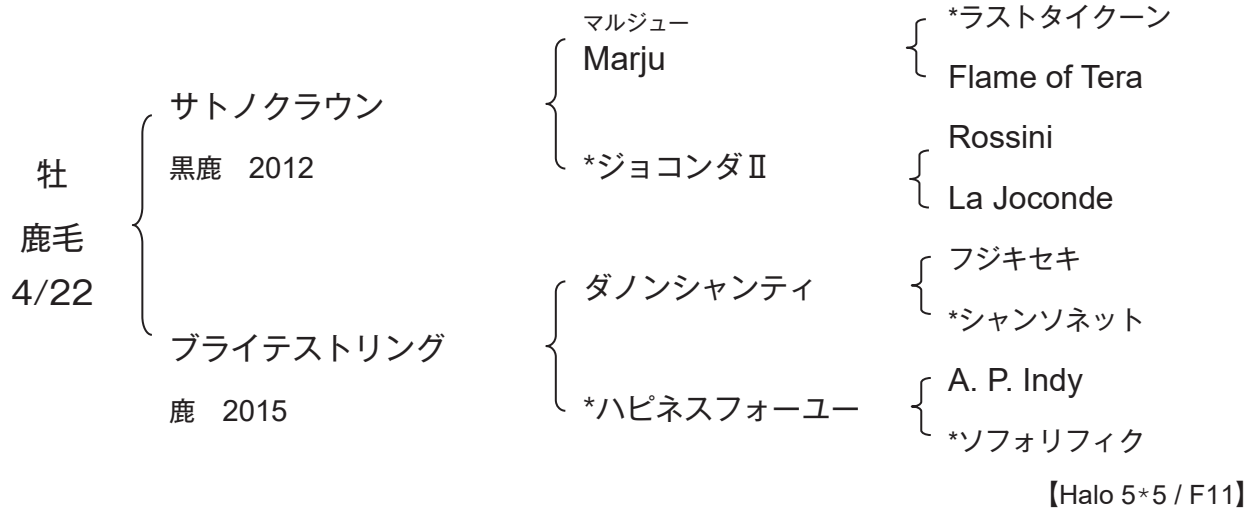 牡
鹿毛
4/22
サトノクラウン
黒鹿 2012
ブライテストリング
鹿 2015
マルジュー
Marju
*ジョコンダⅡ
ダノンシャンティ
*ハピネスフォーユー
*ラストタイクーン
Flame of Tera
Rossini
La Joconde
フジキセキ
*シャンソネット
A. P. Indy
*ソフォリフィク
【Halo 5*5 / F11】